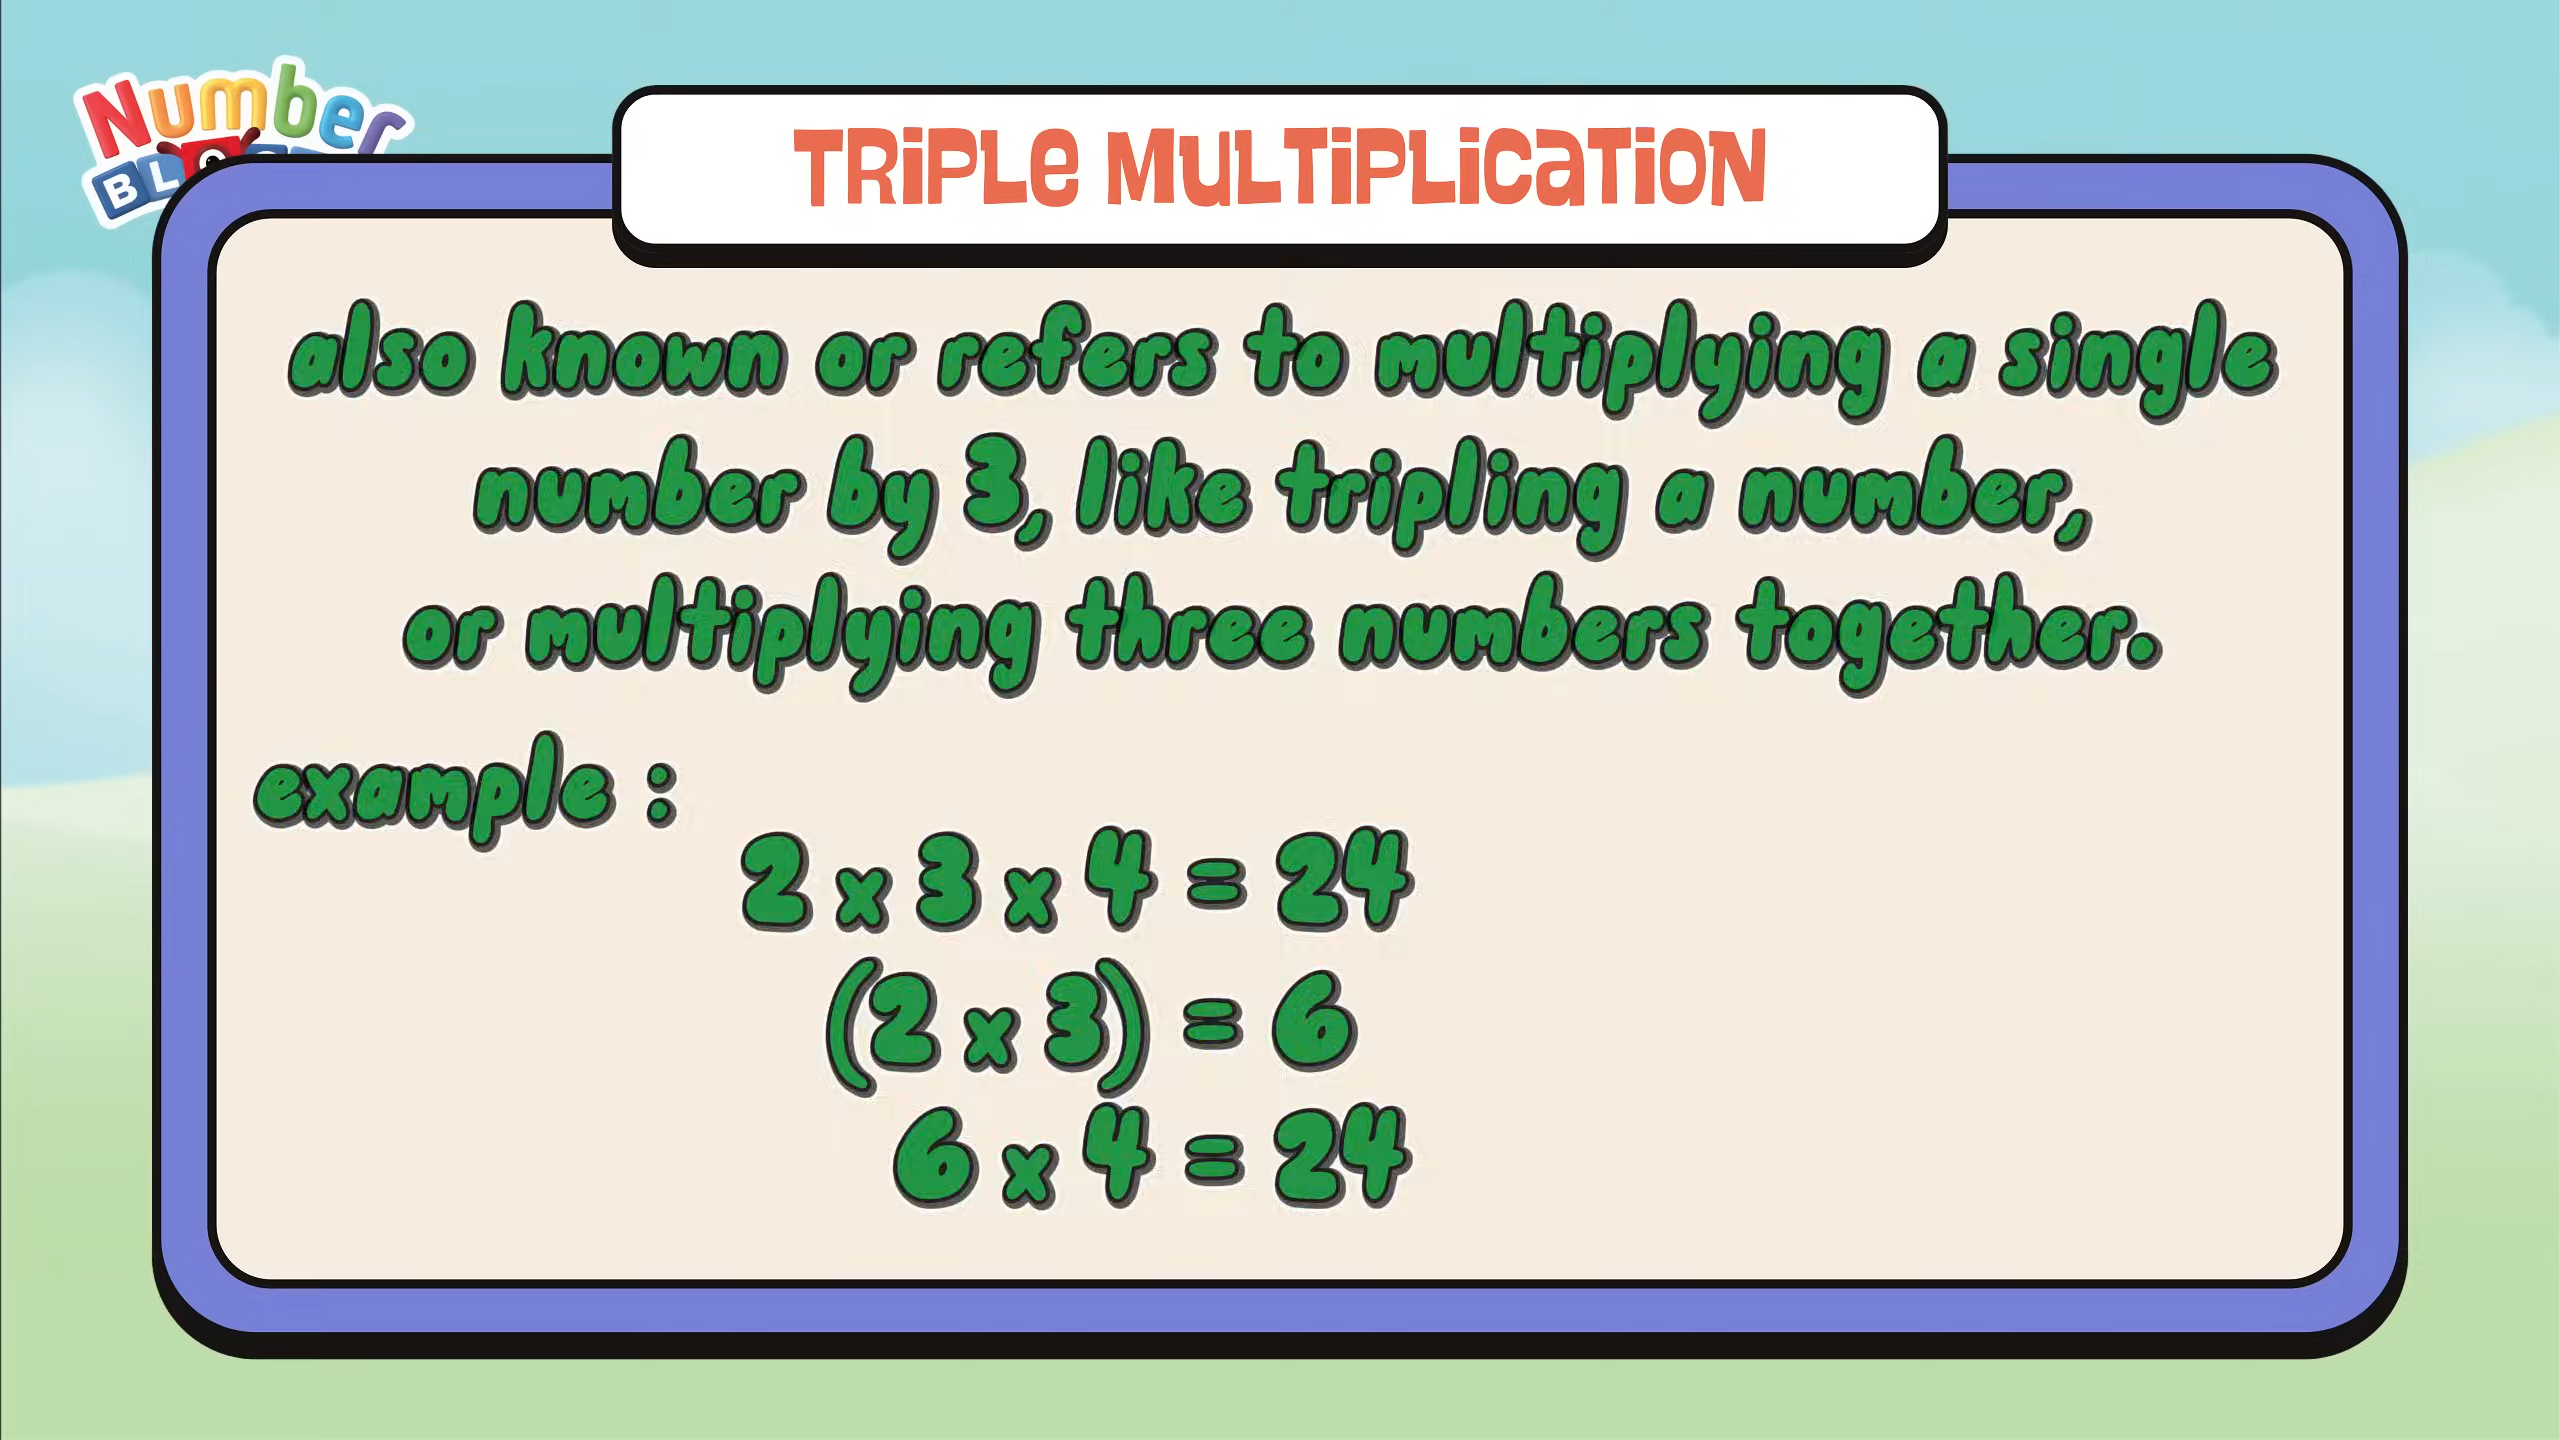 Number
BL
TRiPLe MULTiPLiCaTiON
also known or refers to multiplying a single
number by 3, like tripling a number,
or multiplying three numbers together.
example :
2 x 3 x 4 = 24
(2 x 3) = 6
6 x 4 = 24